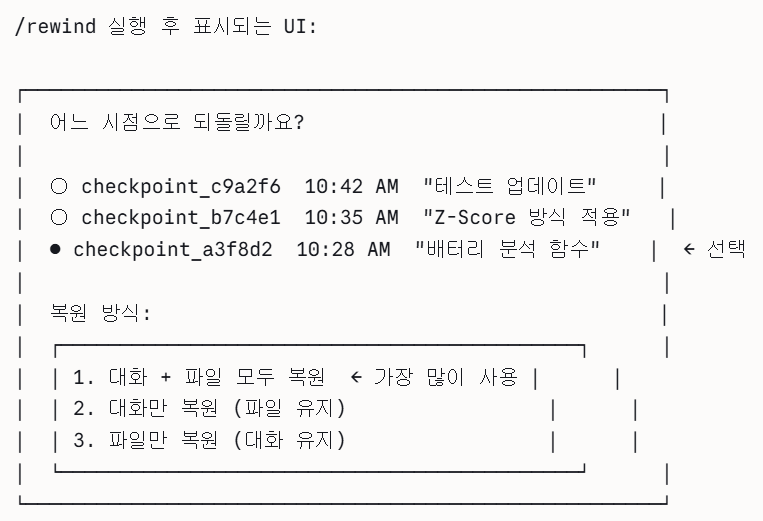 /rewind 실행 후 표시되는 UI:
어느 시점으로 되돌릴까요?
○ checkpoint_c9a2f6 10:42 AM "테스트 업데이트"
○ checkpoint_b7c4e1 10:35 AM "Z-Score 방식 적용"
● checkpoint_a3f8d2 10:28 AM "배터리 분석 함수" ← 선택
복원 방식:
1. 대화 + 파일 모두 복원 ← 가장 많이 사용
2. 대화만 복원 (파일 유지)
3. 파일만 복원 (대화 유지)